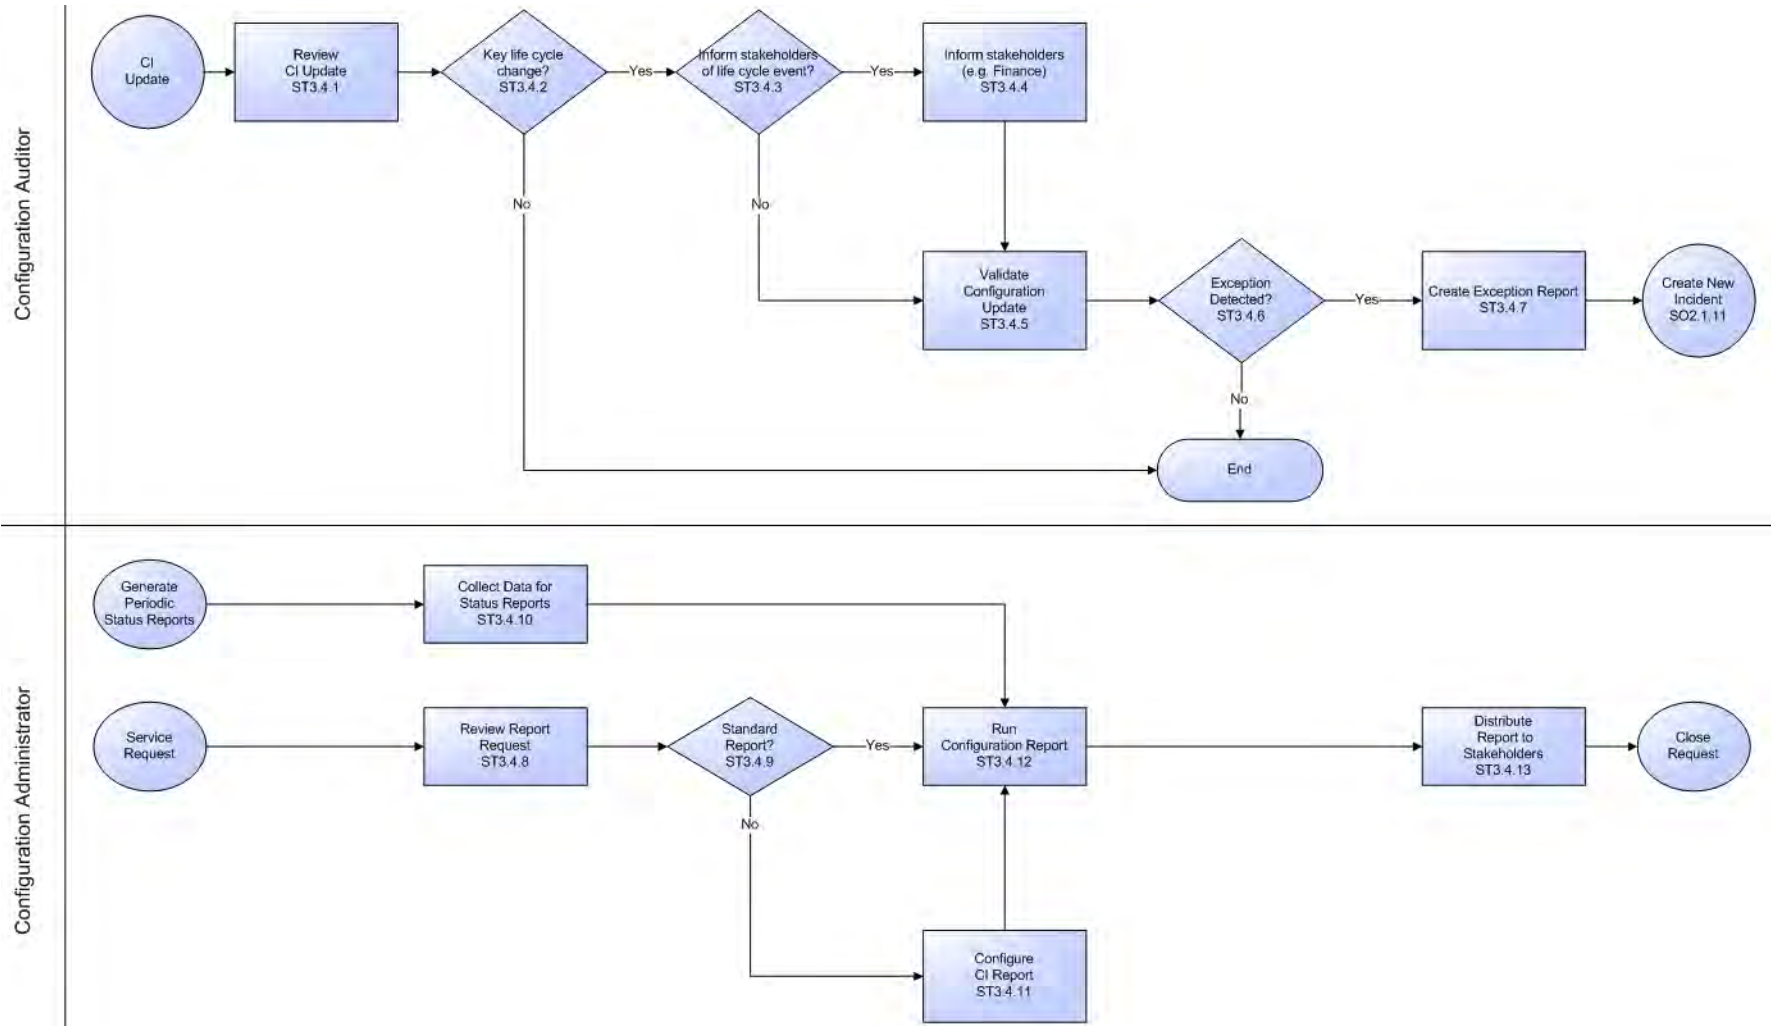 Configuration Auditor
CI
Update
Review
CI Update
ST3.4.1
Key life cycle
change?
ST3.4.2
Yes
No
Inform stakeholders
of life cycle event?
ST3.4.3
Yes
No
Inform stakeholders
(e.g. Finance)
ST3.4.4
Validate
Configuration
Update
ST3.4.5
Exception
Detected?
ST3.4.6
Yes
No
Create Exception Report
ST3.4.7
Create New
Incident
SO2.1.11
End
Configuration Administrator
Generate
Periodic
Status Reports
Collect Data for
Status Reports
ST3.4.10
Service
Request
Review Report
Request
ST3.4.8
Standard
Report?
ST3.4.9
Yes
No
Run
Configuration Report
ST3.4.12
Distribute
Report to
Stakeholders
ST3.4.13
Close
Request
Configure
CI Report
ST3.4.11